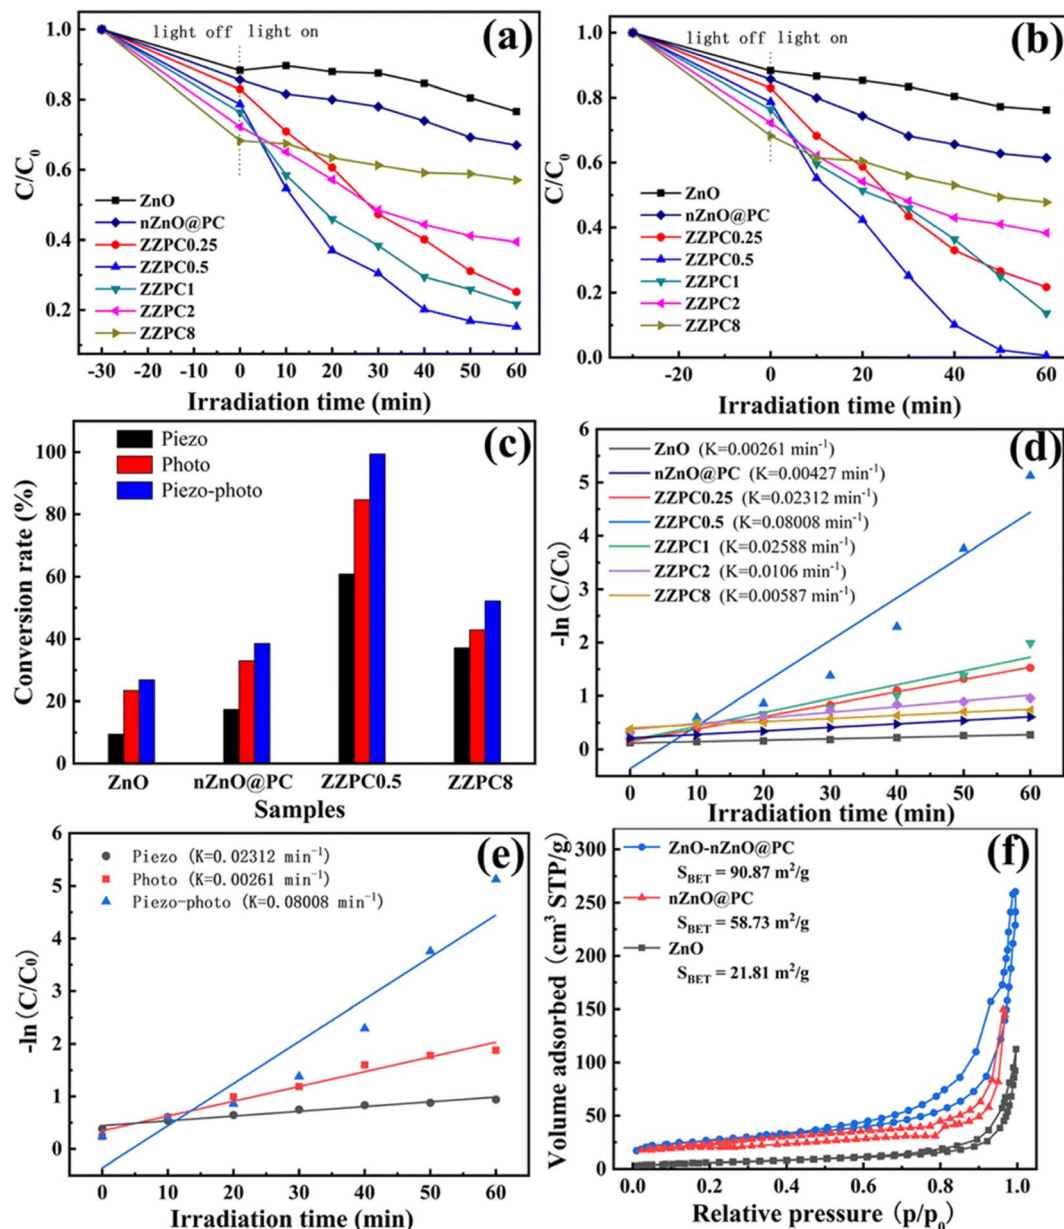 (a)
light off light on
C/C0
1.0
0.8
0.6
0.4
0.2
ZnO
nZnO@PC
ZZPC0.25
ZZPC0.5
ZZPC1
ZZPC2
ZZPC8
-30 -20 -10 0 10 20 30 40 50 60
Irradiation time (min)
(b)
light off light on
C/C0
1.0
0.8
0.6
0.4
0.2
0.0
ZnO
nZnO@PC
ZZPC0.25
ZZPC0.5
ZZPC1
ZZPC2
ZZPC8
-20 0 20 40 60
Irradiation time (min)
(c)
Conversion rate (%)
100
80
60
40
20
0
Piezo
Photo
Piezo-photo
ZnO nZnO@PC ZZPC0.5 ZZPC8
Samples
(d)
-ln(C/C0)
6
5
4
3
2
1
0
ZnO (K=0.00261 min-1)
nZnO@PC (K=0.00427 min-1)
ZZPC0.25 (K=0.02312 min-1)
ZZPC0.5 (K=0.08008 min-1)
ZZPC1 (K=0.02588 min-1)
ZZPC2 (K=0.0106 min-1)
ZZPC8 (K=0.00587 min-1)
0 10 20 30 40 50 60
Irradiation time (min)
(e)
-ln(C/C0)
6
5
4
3
2
1
0
Piezo (K=0.02312 min-1)
Photo (K=0.00261 min-1)
Piezo-photo (K=0.08008 min-1)
0 10 20 30 40 50 60
Irradiation time (min)
(f)
Volume adsorbed (cm3 STP/g)
300
250
200
150
100
50
0
ZnO-nZnO@PC
SBET = 90.87 m2/g
nZnO@PC
SBET = 58.73 m2/g
ZnO
SBET = 21.81 m2/g
0.0 0.2 0.4 0.6 0.8 1.0
Relative pressure (p/p0)